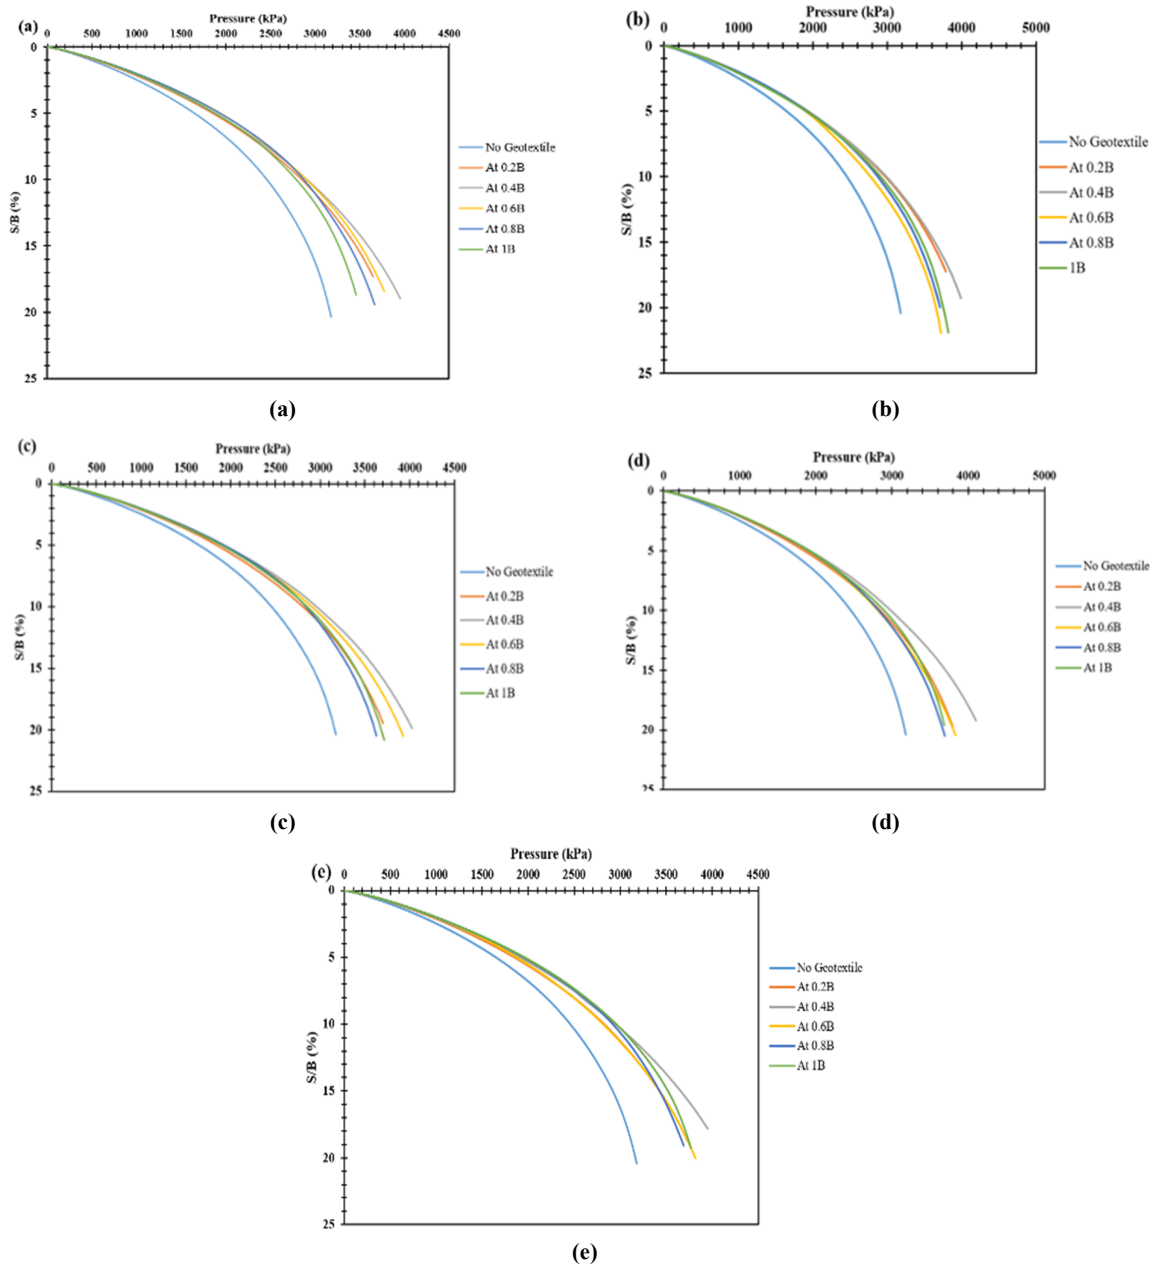 (a)
Pressure (kPa)
0 500 1000 1500 2000 2500 3000 3500 4000 4500
0
5
10
15
20
25
S/B (%)
No Geotextile
At 0.2B
At 0.4B
At 0.6B
At 0.8B
At 1B
(a)
(b)
Pressure (kPa)
0 1000 2000 3000 4000 5000
0
5
10
15
20
25
S/B (%)
No Geotextile
At 0.2B
At 0.4B
At 0.6B
At 0.8B
1B
(b)
(c)
Pressure (kPa)
0 500 1000 1500 2000 2500 3000 3500 4000 4500
0
5
10
15
20
25
S/B (%)
No Geotextile
At 0.2B
At 0.4B
At 0.6B
At 0.8B
At 1B
(c)
(d)
Pressure (kPa)
0 1000 2000 3000 4000 5000
0
5
10
15
20
25
S/B (%)
No Geotextile
At 0.2B
At 0.4B
At 0.6B
At 0.8B
At 1B
(d)
(e)
Pressure (kPa)
0 500 1000 1500 2000 2500 3000 3500 4000 4500
0
5
10
15
20
25
S/B (%)
No Geotextile
At 0.2B
At 0.4B
At 0.6B
At 0.8B
At 1B
(e)